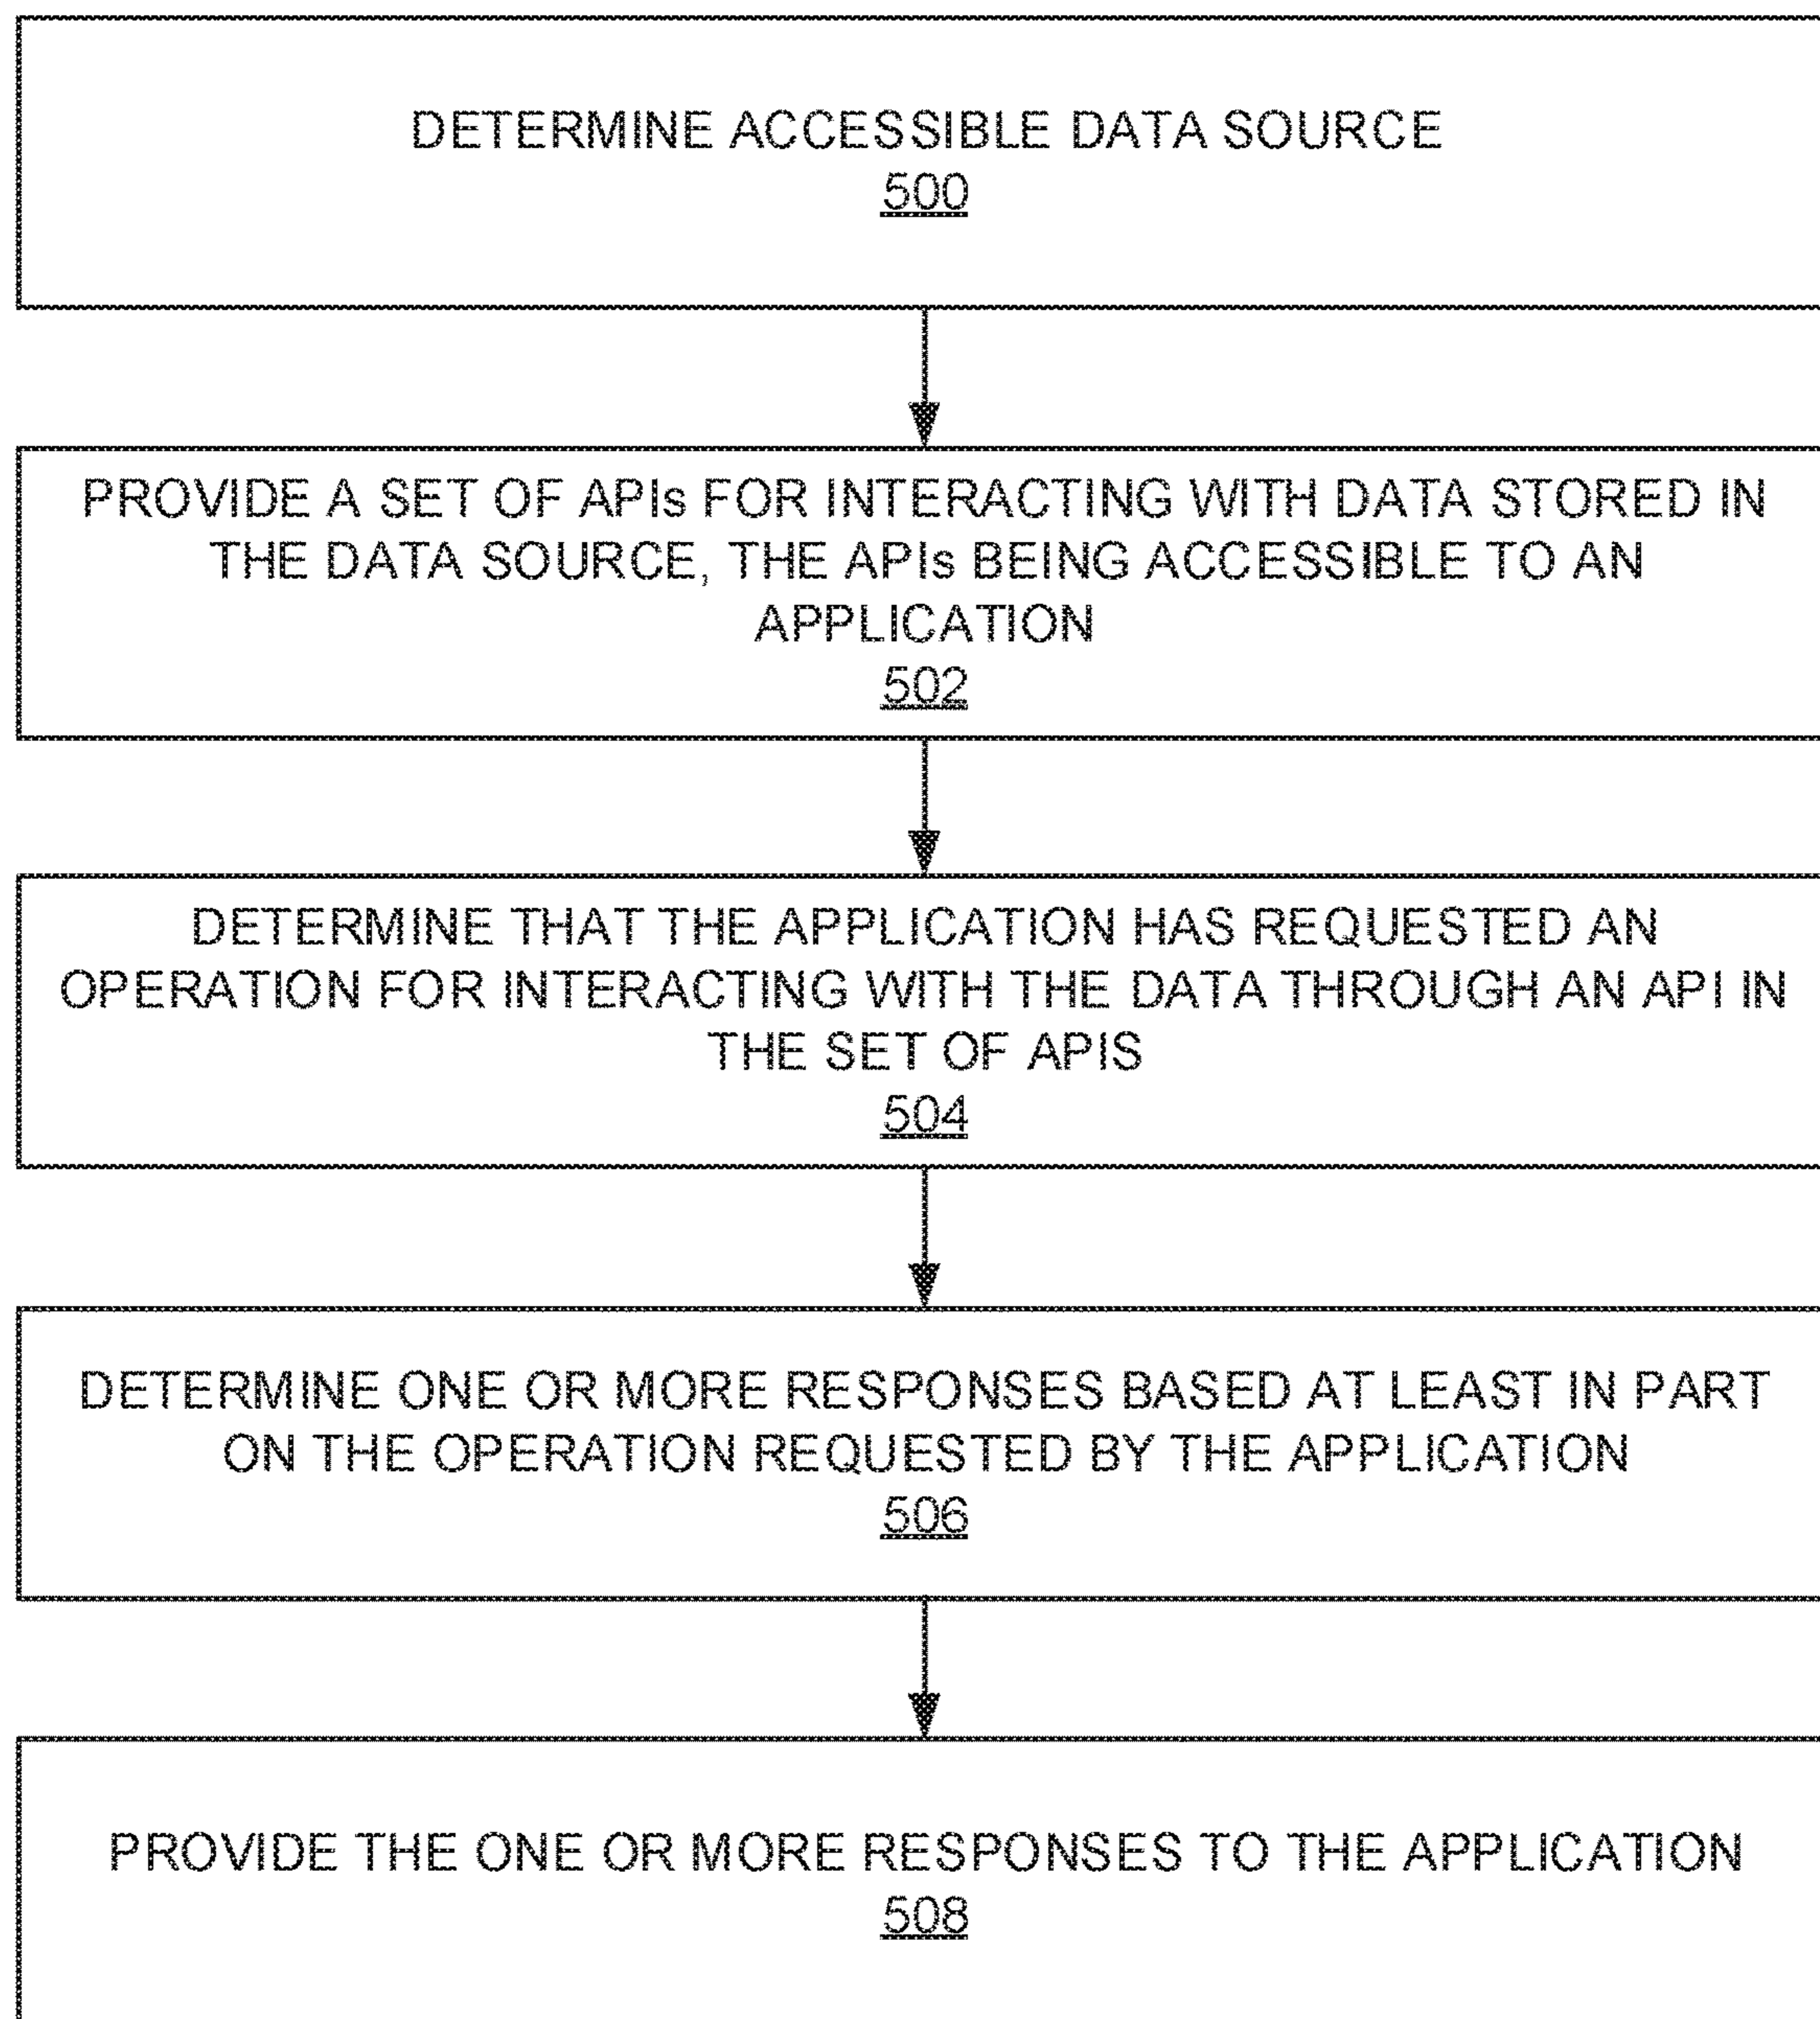 DETERMINE ACCESSIBLE DATA SOURCE
500
PROVIDE A SET OF APIs FOR INTERACTING WITH DATA STORED IN
THE DATA SOURCE, THE APIs BEING ACCESSIBLE TO AN
APPLICATION
502
DETERMINE THAT THE APPLICATION HAS REQUESTED AN
OPERATION FOR INTERACTING WITH THE DATA THROUGH AN API IN
THE SET OF APIS
504
DETERMINE ONE OR MORE RESPONSES BASED AT LEAST IN PART
ON THE OPERATION REQUESTED BY THE APPLICATION
506
PROVIDE THE ONE OR MORE RESPONSES TO THE APPLICATION
508